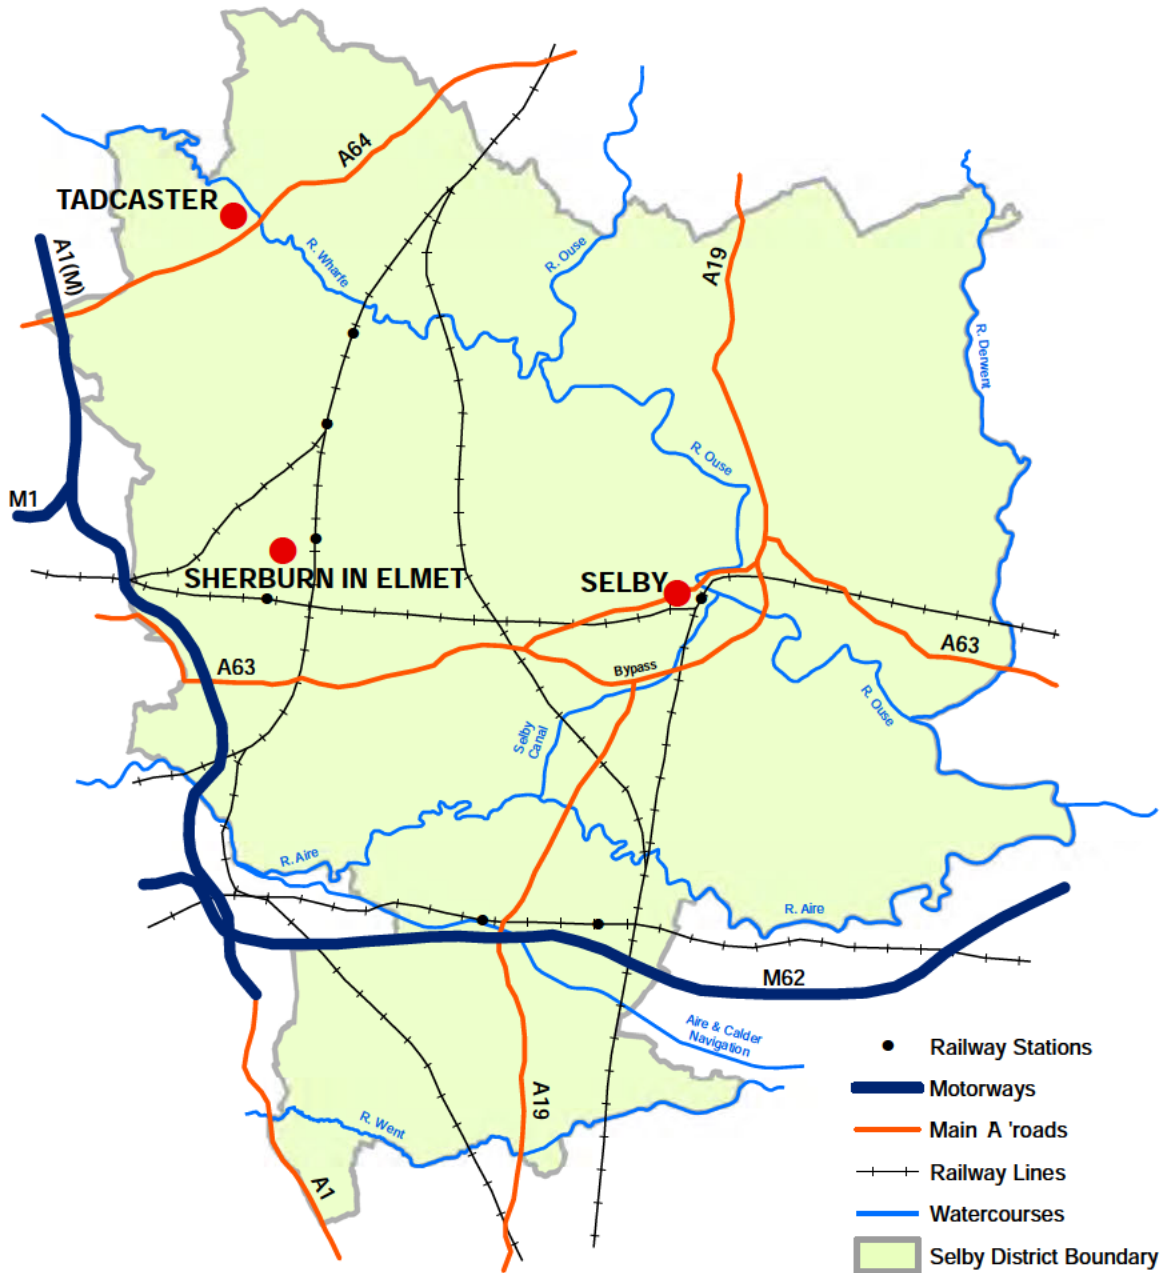 A64
TADCASTER
A1(M)
R. Wharfe
R. Ouse
A19
R. Derwent
R. Ouse
M1
SHERBURN IN ELMET
SELBY
A63
Bypass
A63
R. Ouse
Selby
Canal
R. Aire
R. Aire
M62
Aire & Calder
Navigation
A19
R. Went
A1
Railway Stations
Motorways
Main A 'roads
Railway Lines
Watercourses
Selby District Boundary